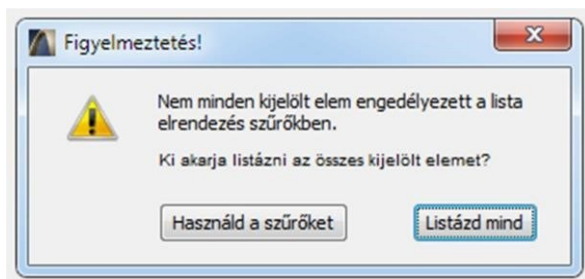 Figyelmeztetés!
Nem minden kijelölt elem engedélyezett a lista
elrendezés szűrőkben.
Ki akarja listázni az összes kijelölt elemet?
Használd a szűrőket
Listázd mind